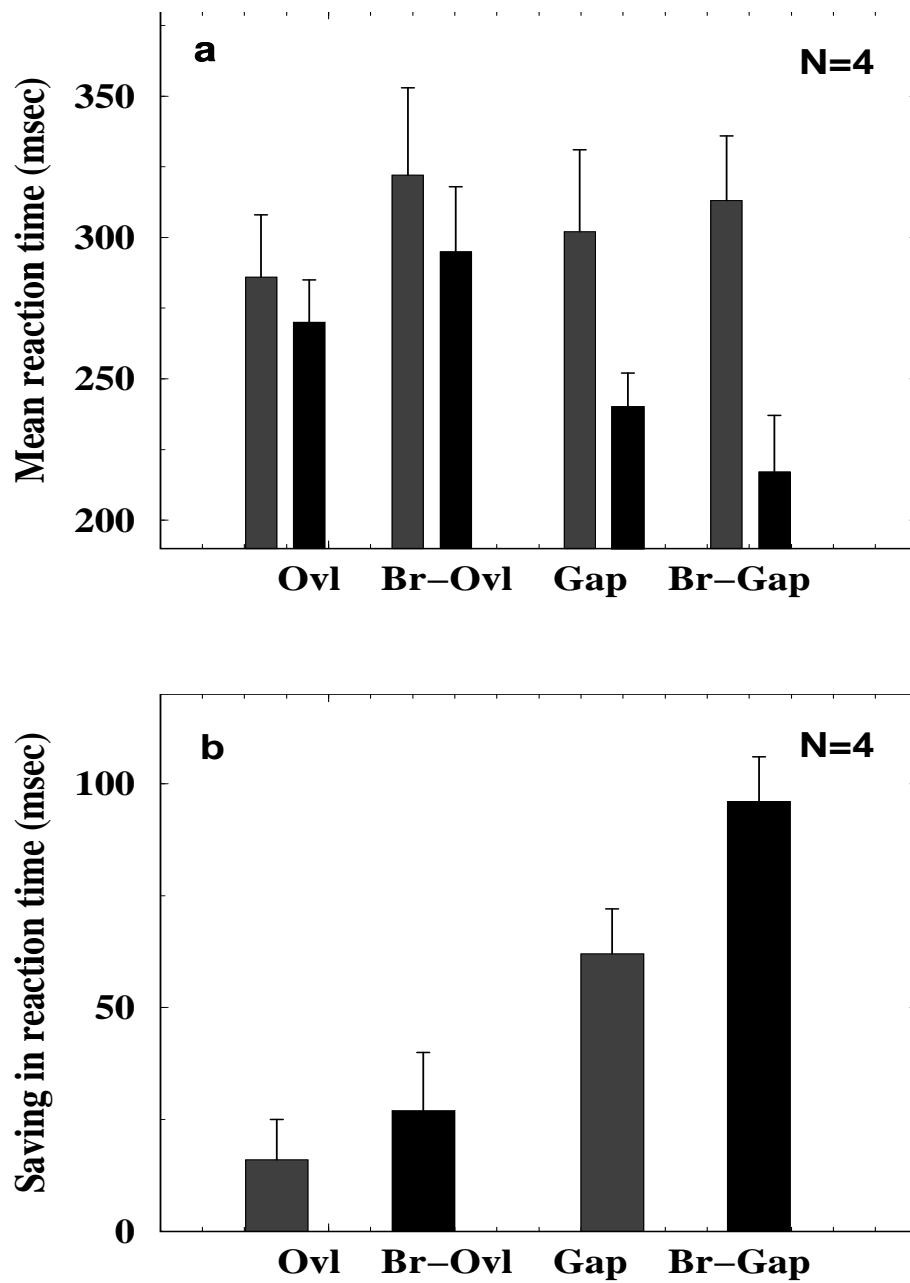 a
N=4
Mean reaction time (msec)
350
300
250
200
Ovl Br−Ovl Gap Br−Gap
b
N=4
Saving in reaction time (msec)
100
50
0
Ovl Br−Ovl Gap Br−Gap